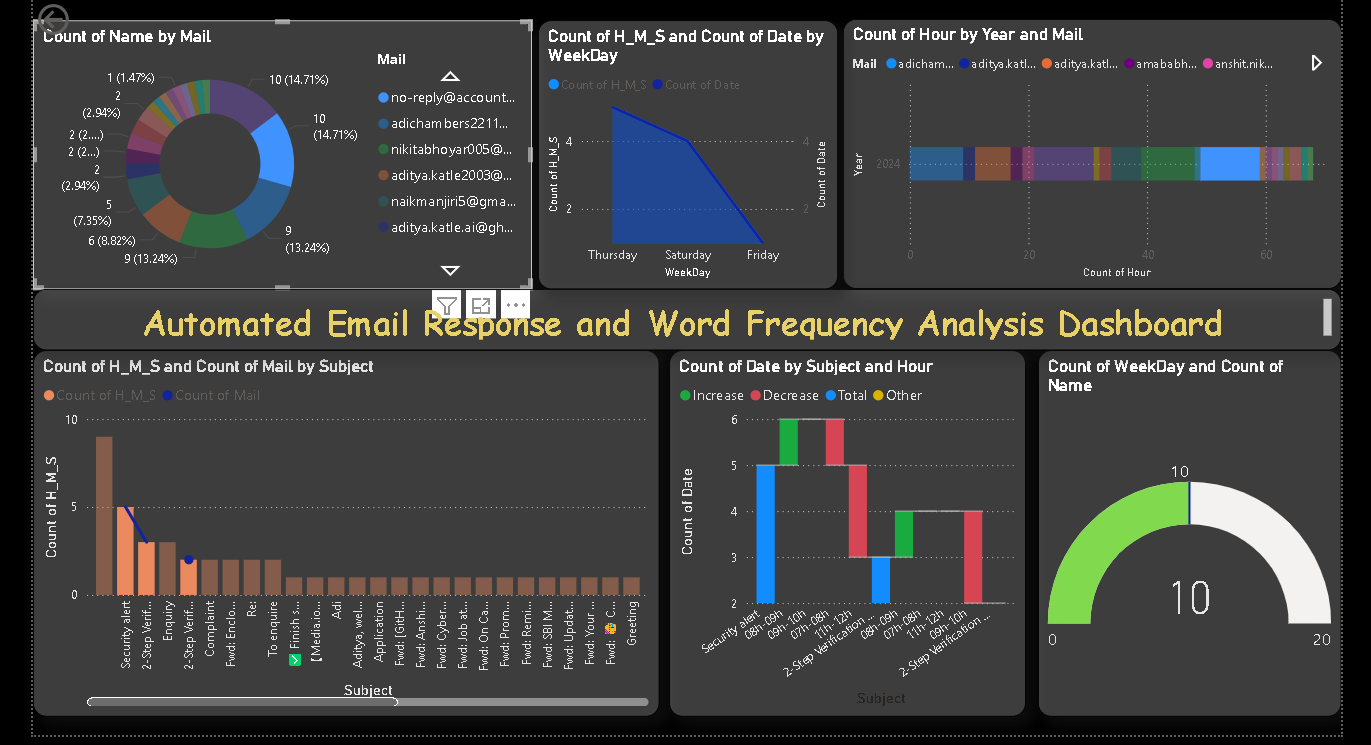 Count of Name by Mail
1 (1.47%)
2
(2.94%)
2 (2....)
2 (2...)
2
(2.94%)
5
(7.35%)
6 (8.82%)
9 (13.24%)
9
(13.24%)
10
(14.71%)
10 (14.71%)
Mail
no-reply@account...
adichambers2211...
nikitabhoyar005@...
aditya.katle2003@...
naikmanjiri5@gma...
aditya.katle.ai@gh...
Count of H_M_S and Count of Date by
WeekDay
Count of H_M_S Count of Date
Count of H_M_S
4
2
4
2
Count of Date
Thursday Saturday Friday
WeekDay
Count of Hour by Year and Mail
Mail adicham... aditya.katl... aditya.katl... amababh... anshit.nik...
Year
2024
0 20 40 60
Count of Hour
Automated Email Response and Word Frequency Analysis Dashboard
Count of H_M_S and Count of Mail by Subject
Count of H_M_S Count of Mail
Count of H_M_S
10
5
0
Security alert
2-Step Verif...
Enquiry
2-Step Verif...
Complaint
Fwd: Enclo...
Re:
To enquire
✅ Finish s...
【Media.io...
Adi
Aditya, wel...
Application
Fwd: [GitH...
Fwd: Anshi...
Fwd: Cyber...
Fwd: Job at...
Fwd: On Ca...
Fwd: Prom...
Fwd: Remi...
Fwd: SBI M...
Fwd: Updat...
Fwd: Your r...
Fwd: 🥳 C...
Greeting
Subject
Count of Date by Subject and Hour
Increase Decrease Total Other
Count of Date
6
5
4
3
2
Security alert
08h-09h
09h-10h
07h-08h
11h-12h
2-Step Verification ...
08h-09h
07h-08h
11h-12h
09h-10h
2-Step Verification ...
Subject
Count of WeekDay and Count of
Name
10
10
0 20